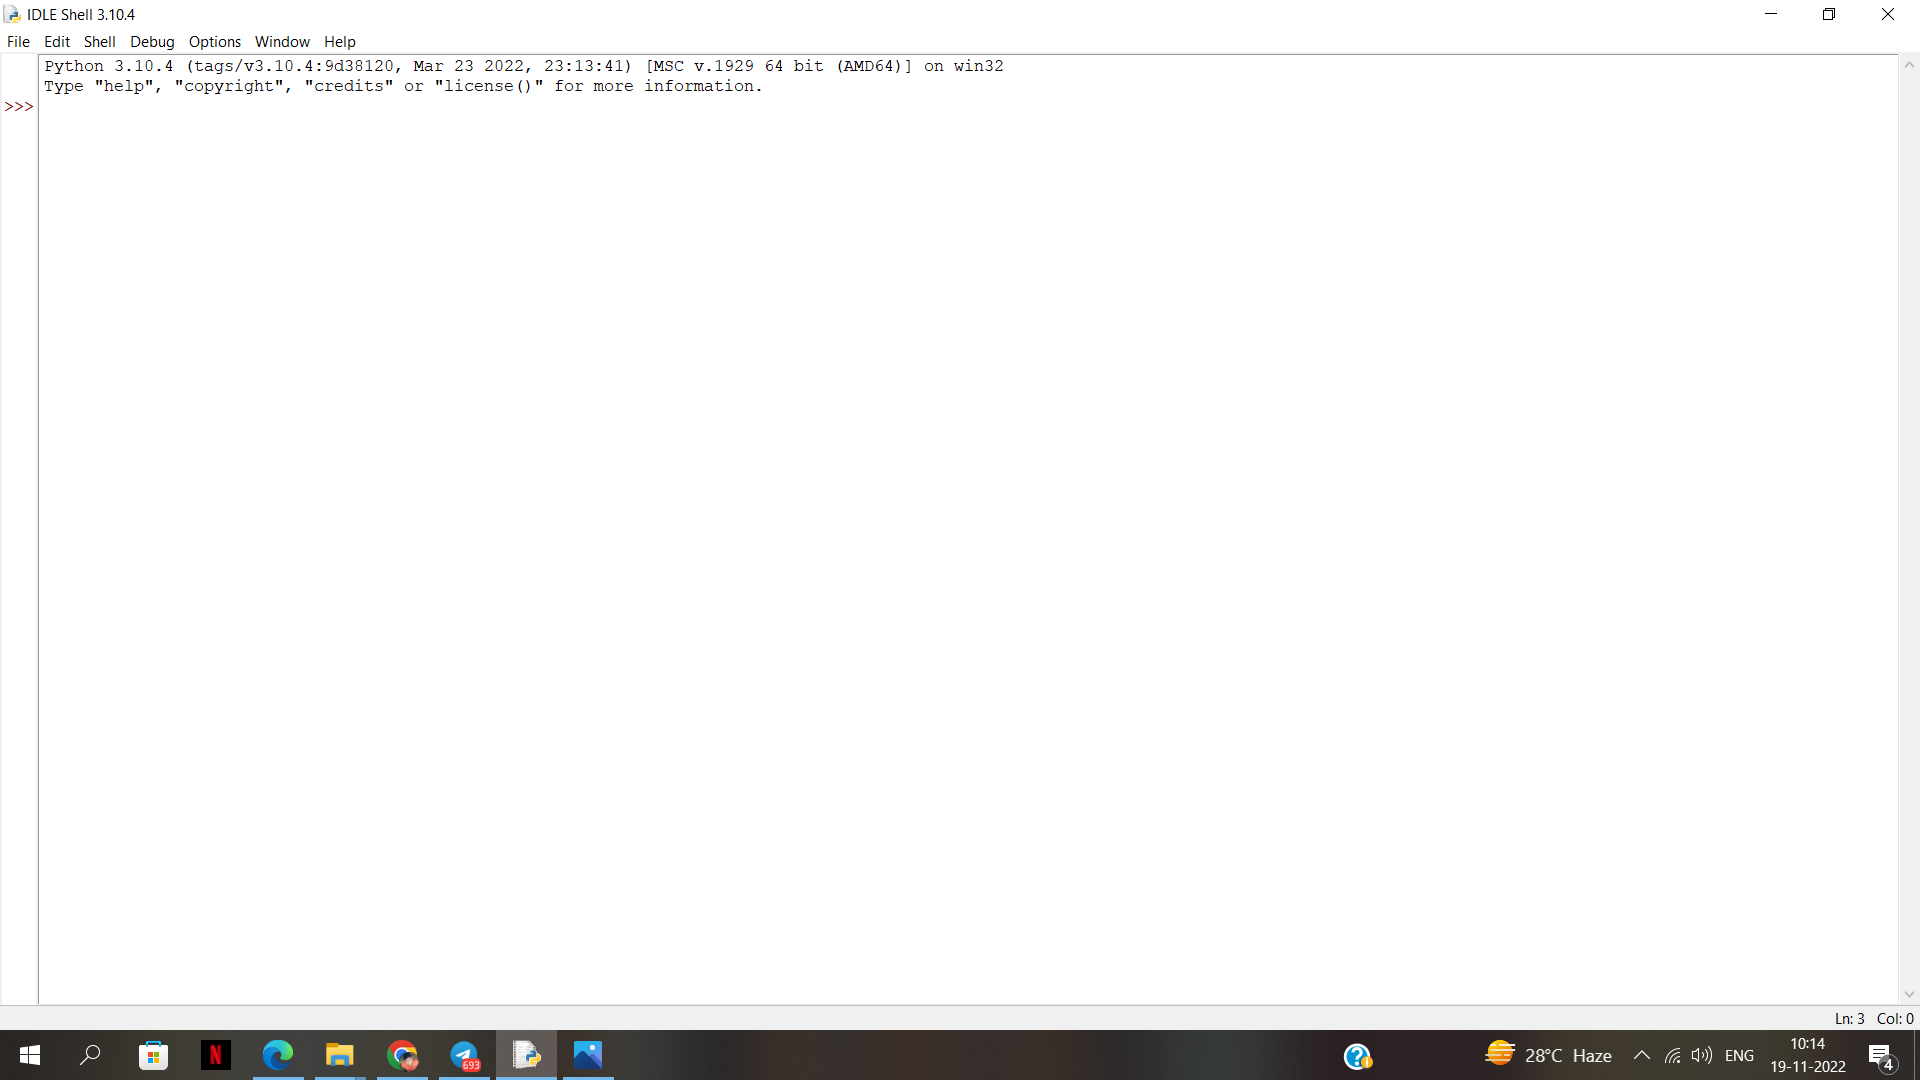 IDLE Shell 3.10.4
File Edit Shell Debug Options Window Help
Python 3.10.4 (tags/v3.10.4:9d38120, Mar 23 2022, 23:13:41) [MSC v.1929 64 bit (AMD64)] on win32
Type "help", "copyright", "credits" or "license()" for more information.
>>>
Ln: 3 Col: 0
N
693
28°C Haze
ENG
10:14
19-11-2022
4